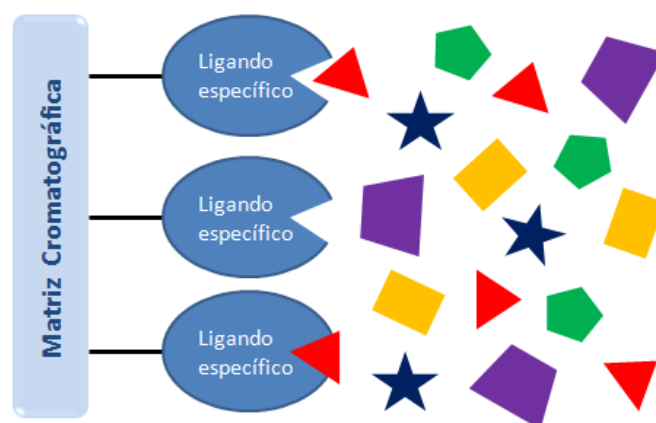 Matriz Cromatográfica
Ligando
específico
Ligando
específico
Ligando
específico